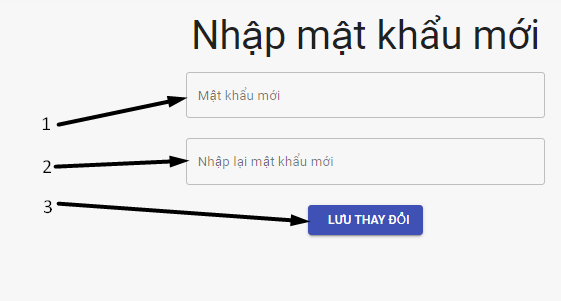 Nhập mật khẩu mới
1
Mật khẩu mới
2
Nhập lại mật khẩu mới
3
LƯU THAY ĐỔI